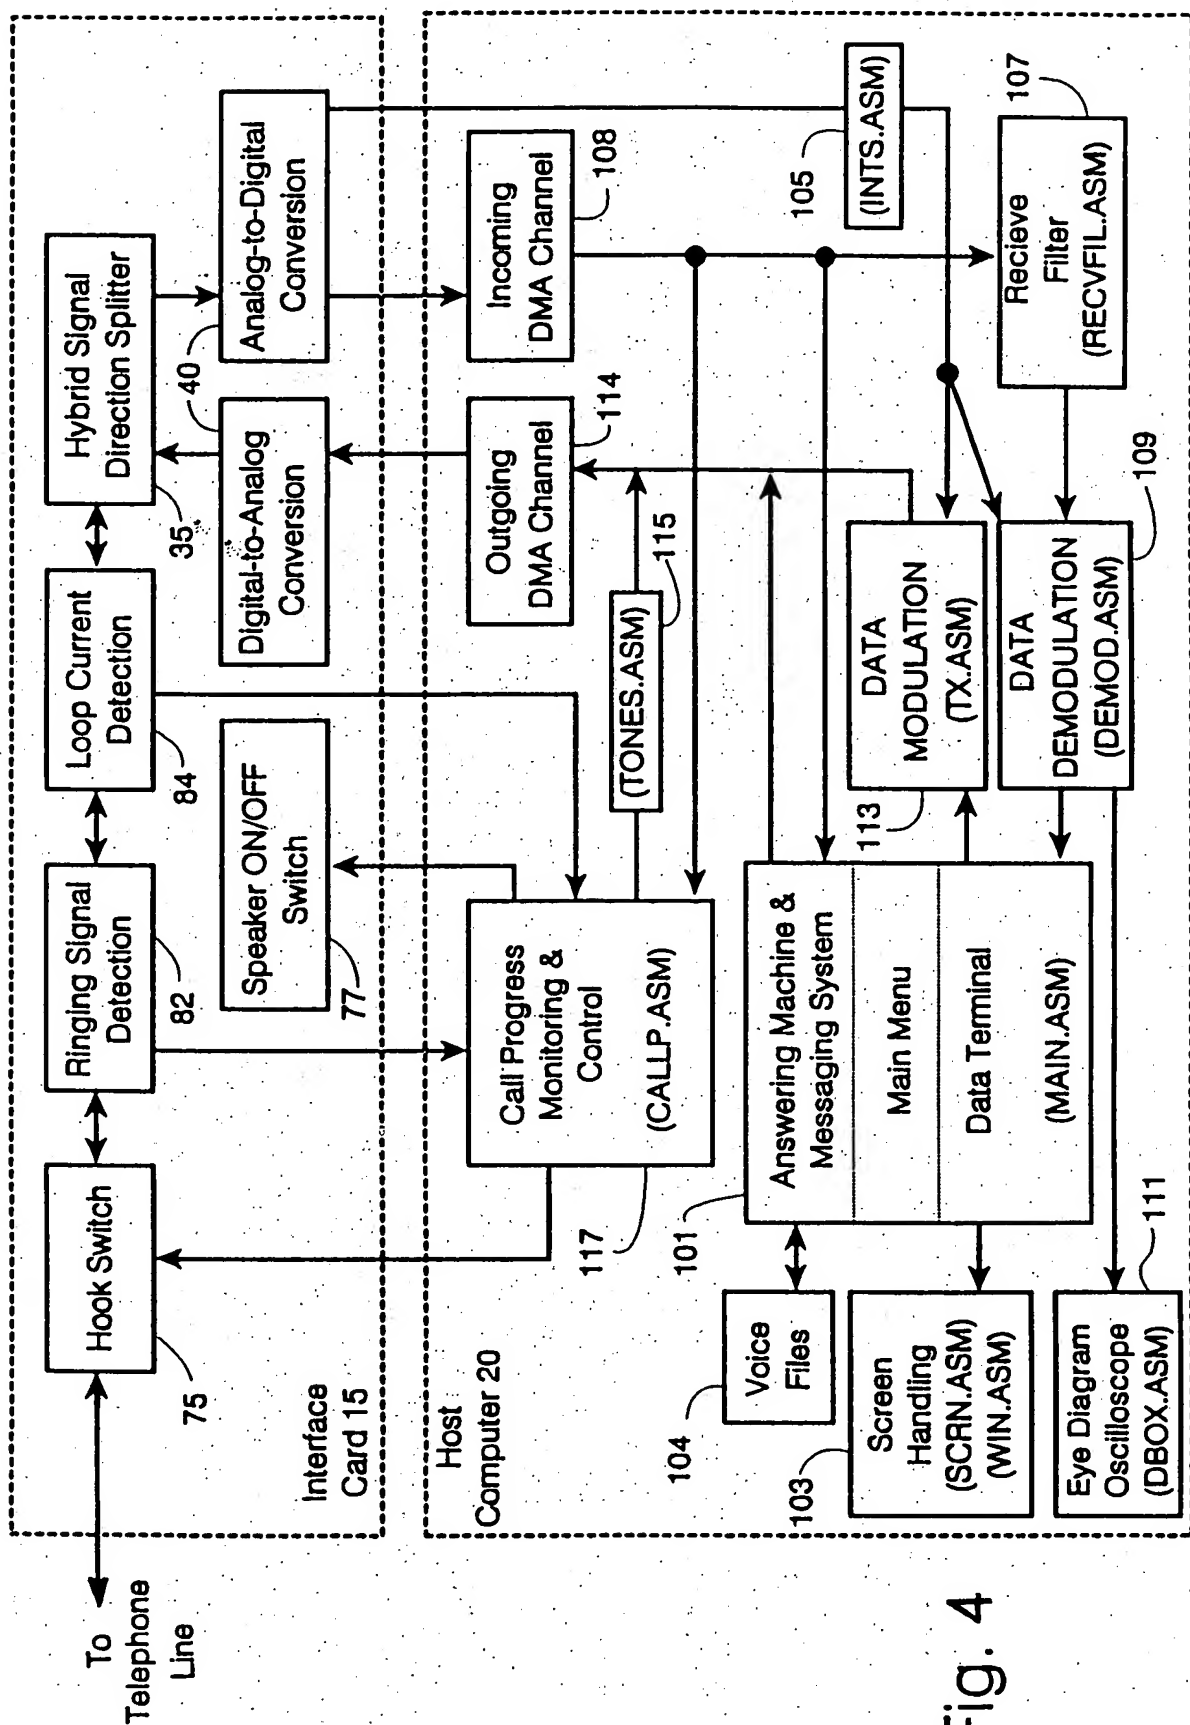 To
Telephone
Line
Hook Switch
75
Ringing Signal
Detection
82
Loop Current
Detection
84
Hybrid Signal
Direction Splitter
35
Speaker ON/OFF
Switch
77
Digital-to-Analog
Conversion
40
Analog-to-Digital
Conversion
Interface
Card 15
Host
Computer 20
Call Progress
Monitoring &
Control
(CALLP.ASM)
117
Outgoing
DMA Channel
114
Incoming
DMA Channel
108
(TONES.ASM)
115
105
(INTS.ASM)
104
Voice
Files
101
Answering Machine &
Messaging System
Main Menu
Data Terminal
(MAIN.ASM)
113
DATA
MODULATION
(TX.ASM)
103
Screen
Handling
(SCRN.ASM)
(WIN.ASM)
DATA
DEMODULATION
(DEMOD.ASM)
109
Recieve
Filter
(RECVFIL.ASM)
107
Eye Diagram
Oscilloscope
(DBOX.ASM)
111
Fig. 4